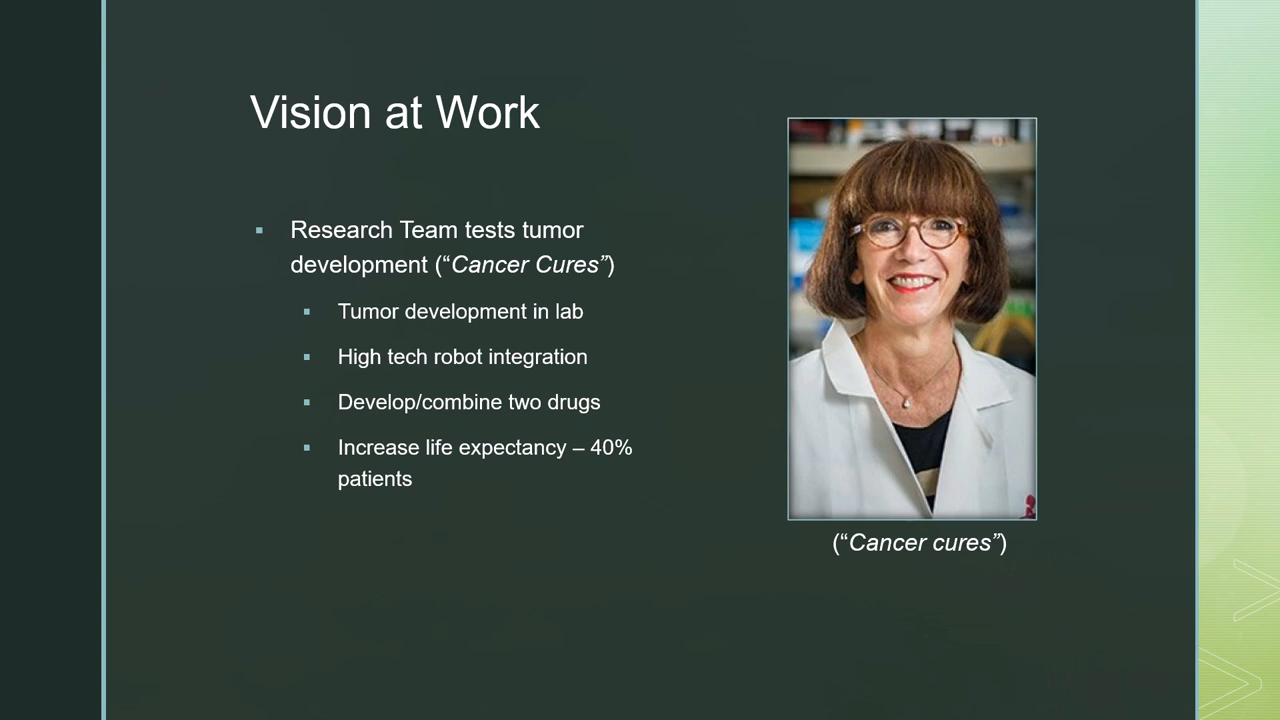 Vision at Work
▪ Research Team tests tumor
development (“Cancer Cures”)
▪ Tumor development in lab
▪ High tech robot integration
▪ Develop/combine two drugs
▪ Increase life expectancy – 40%
patients
(“Cancer cures”)